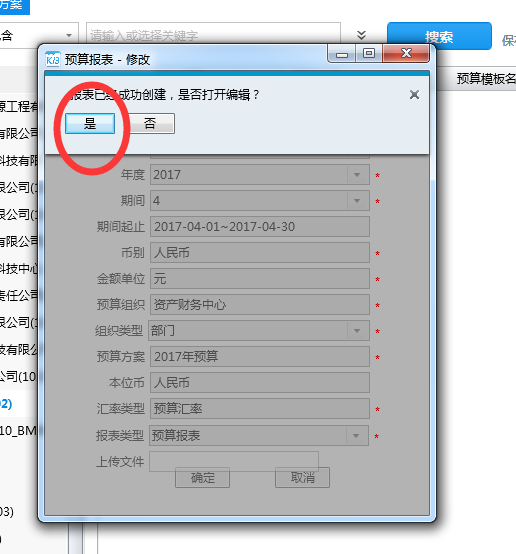 方案
含
请输入或选择关键字
搜索
保存
预算模板名
K/3 预算报表 - 修改
报表已经成功创建，是否打开编辑？
是 否
年度 2017 *
期间 4 *
期间起止 2017-04-01~2017-04-30
币别 人民币 *
金额单位 元 *
预算组织 资产财务中心 *
组织类型 部门 *
预算方案 2017年预算 *
本位币 人民币
汇率类型 预算汇率 *
报表类型 预算报表 *
上传文件
确定 取消
源工程有
有限公司
科技有限
限公司(1
限公司(1
有限公司
科技中心
责任公司
限公司(1
技有限公
公司(10.
02)
10_BM
03)
)